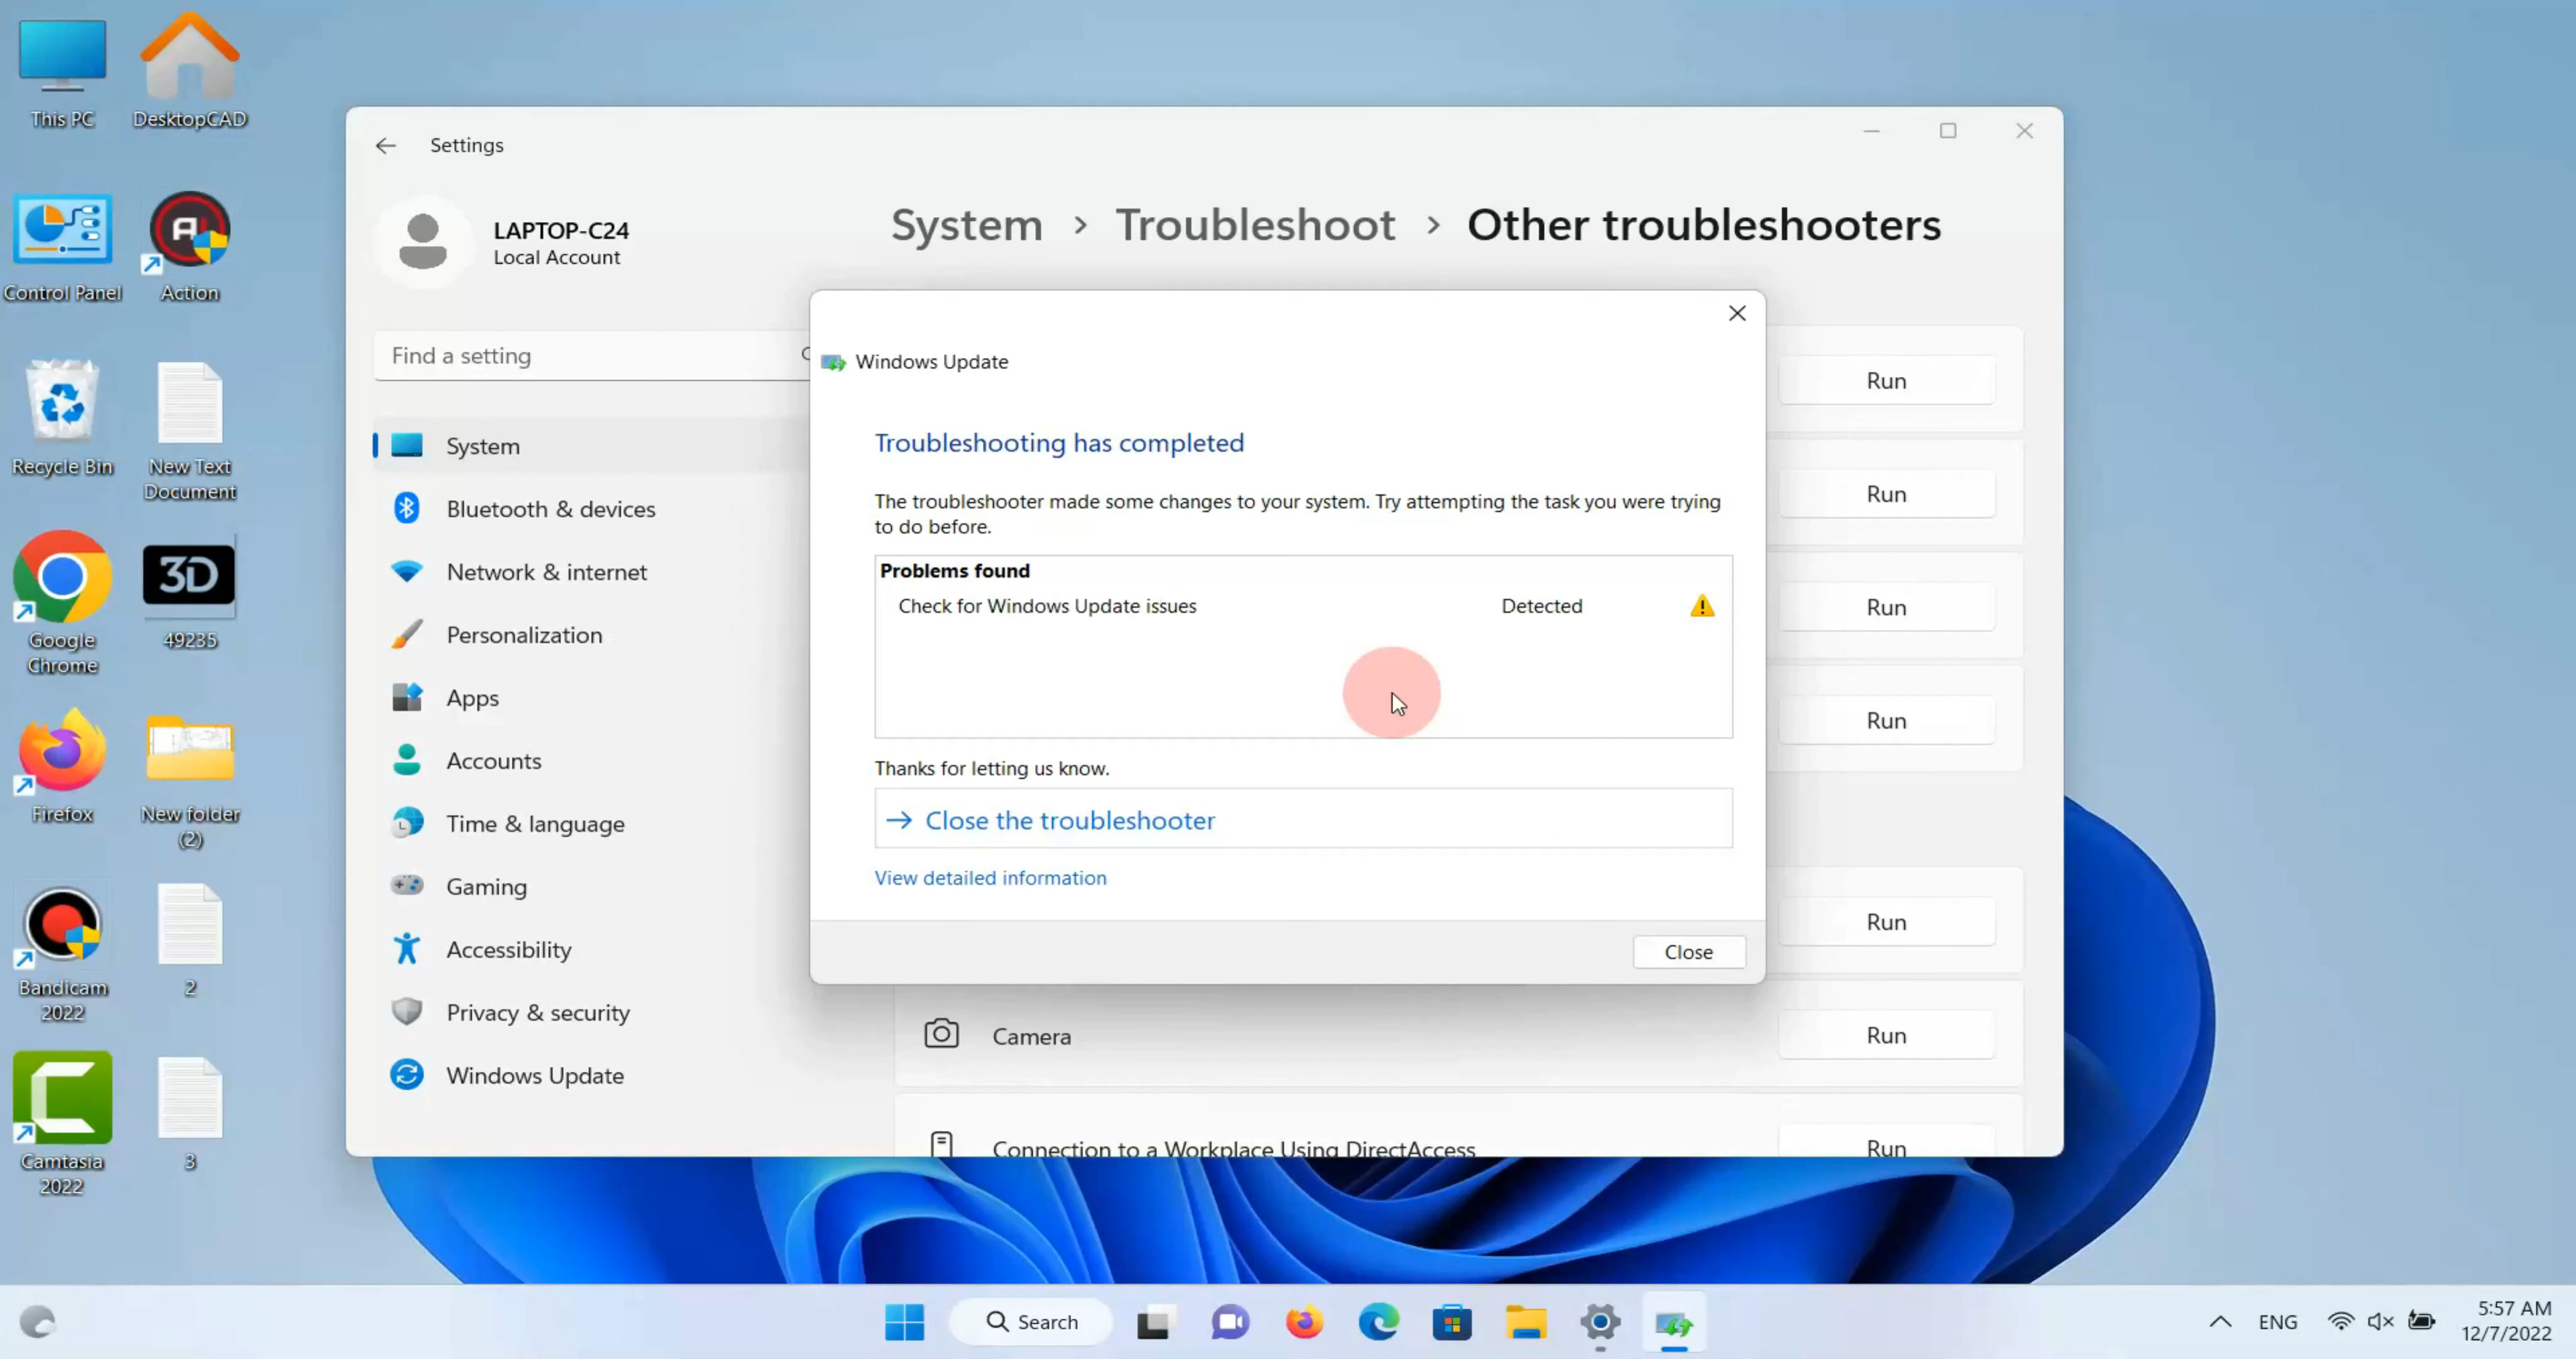 This PC
DesktopCAD
Control Panel
Action
Recycle Bin
New Text
Document
Google
Chrome
3D
49235
Firefox
New folder
(2)
Bandicam
2022
2
Camtasia
2022
3
Settings
LAPTOP-C24
Local Account
Find a setting
System
Bluetooth & devices
Network & internet
Personalization
Apps
Accounts
Time & language
Gaming
Accessibility
Privacy & security
Windows Update
System > Troubleshoot > Other troubleshooters
Run
Run
Run
Run
Run
Camera Run
Connection to a Workplace Using DirectAccess Run
Windows Update
Troubleshooting has completed
The troubleshooter made some changes to your system. Try attempting the task you were trying
to do before.
Problems found
Check for Windows Update issues Detected
Thanks for letting us know.
Close the troubleshooter
View detailed information
Close
Search
ENG
5:57 AM
12/7/2022